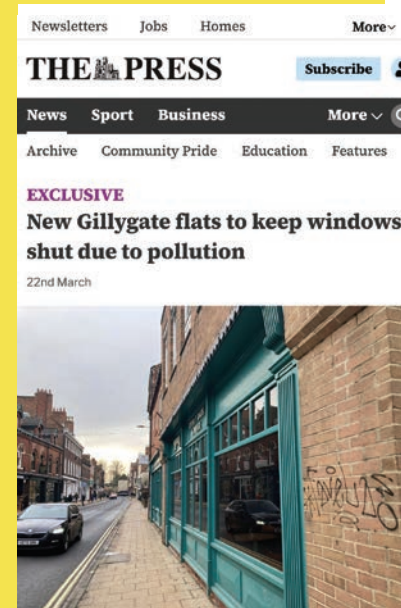 Newsletters Jobs Homes More
THE PRESS Subscribe
News Sport Business More
Archive Community Pride Education Features
EXCLUSIVE
New Gillygate flats to keep windows
shut due to pollution
22nd March